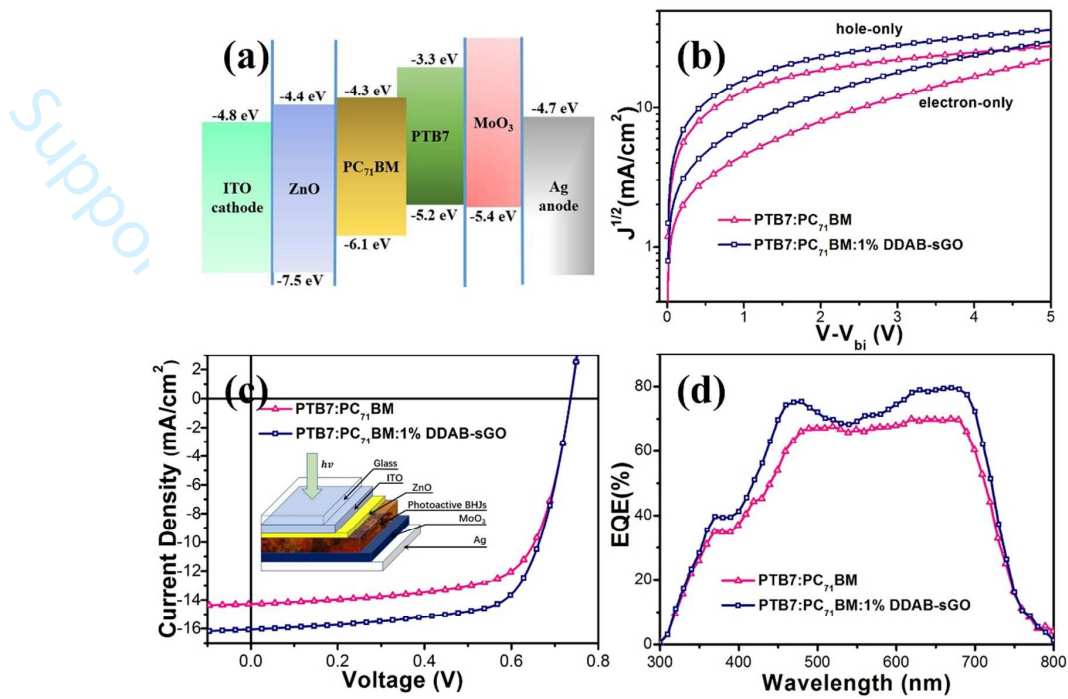 Suppo
(a)
-3.3 eV
-4.8 eV
-4.4 eV
-4.3 eV
-4.7 eV
ITO
cathode
ZnO
PC71BM
PTB7
MoO3
Ag
anode
-5.2 eV
-5.4 eV
-6.1 eV
-7.5 eV
(b)
hole-only
electron-only
J1/2(mA/cm2)
10
1
PTB7:PC71BM
PTB7:PC71BM:1% DDAB-sGO
0 1 2 3 4 5
V-Vbi (V)
(c)
Current Density (mA/cm2)
2
0
-2
-4
-6
-8
-10
-12
-14
-16
PTB7:PC71BM
PTB7:PC71BM:1% DDAB-sGO
hv
Glass
ITO
ZnO
Photoactive BHJs
MoO3
Ag
0.0 0.2 0.4 0.6 0.8
Voltage (V)
(d)
EQE(%)
80
60
40
20
0
PTB7:PC71BM
PTB7:PC71BM:1% DDAB-sGO
300 400 500 600 700 800
Wavelength (nm)